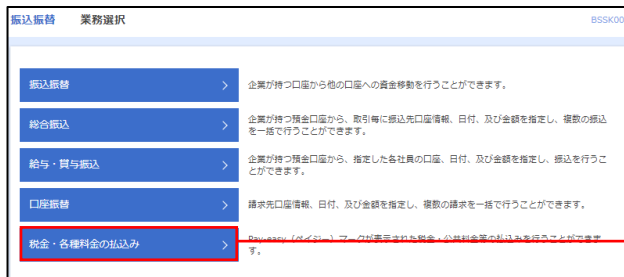 振込振替 業務選択 BSSK00
振込振替 企業が持つ口座から他の口座への資金移動を行うことができます。
総合振込 企業が持つ預金口座から、取引毎に振込先口座情報、日付、及び金額を指定し、複数の振込
を一括で行うことができます。
給与・賞与振込 企業が持つ預金口座から、指定した各社員の口座、日付、及び金額を指定し、振込を行うこ
とができます。
口座振替 請求先口座情報、日付、及び金額を指定し、複数の請求を一括で行うことができます。
税金・各種料金の払込み Pay-easy（ペイジー）マークが表示された税金・公共料金等の払込みを行うことができま
す。